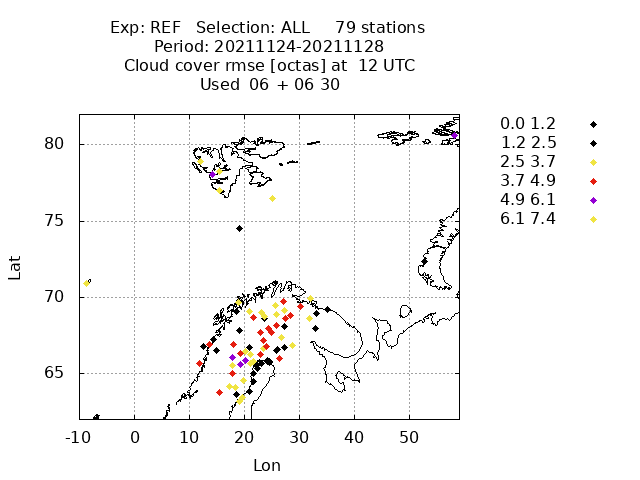 Exp: REF   Selection: ALL     79 stations
Period: 20211124-20211128
Cloud cover rmse [octas] at  12 UTC
Used  06 + 06 30
0.0 1.2
1.2 2.5
2.5 3.7
3.7 4.9
4.9 6.1
6.1 7.4
80
75
70
65
Lat
-10 0 10 20 30 40 50
Lon